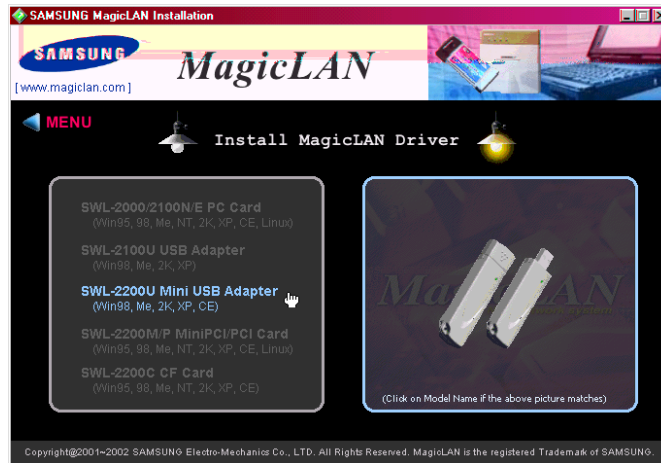 SAMSUNG MagicLAN Installation
SAMSUNG
MagicLAN
[ www.magiclan.com ]
MENU
Install MagicLAN Driver
SWL-2000/2100N/E PC Card
(Win95, 98, Me, NT, 2K, XP, CE, Linux)
SWL-2100U USB Adapter
(Win98, Me, 2K, XP)
SWL-2200U Mini USB Adapter
(Win98, Me, 2K, XP, CE)
SWL-2200M/P MiniPCI/PCI Card
(Win95, 98, Me, NT, 2K, XP, CE, Linux)
SWL-2200C CF Card
(Win95, 98, Me, NT, 2K, XP, CE)
(Click on Model Name if the above picture matches)
Copyright@2001~2002 SAMSUNG Electro-Mechanics Co., LTD. All Rights Reserved. MagicLAN is the registered Trademark of SAMSUNG.